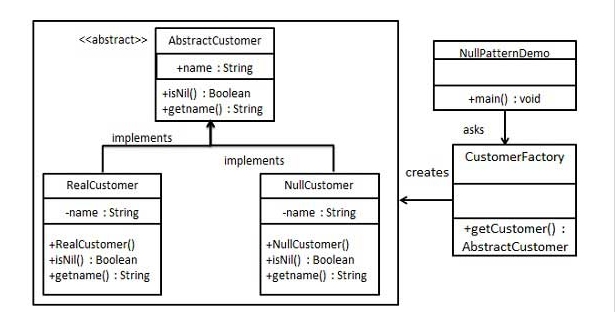 <<abstract>>
AbstractCustomer
+name : String
+isNil() : Boolean
+getname() : String
implements
implements
RealCustomer
-name : String
+RealCustomer()
+isNil() : Boolean
+getname() : String
NullCustomer
-name : String
+NullCustomer()
+isNil() : Boolean
+getname() : String
NullPatternDemo
+main() : void
asks
CustomerFactory
+getCustomer() :
AbstractCustomer
creates